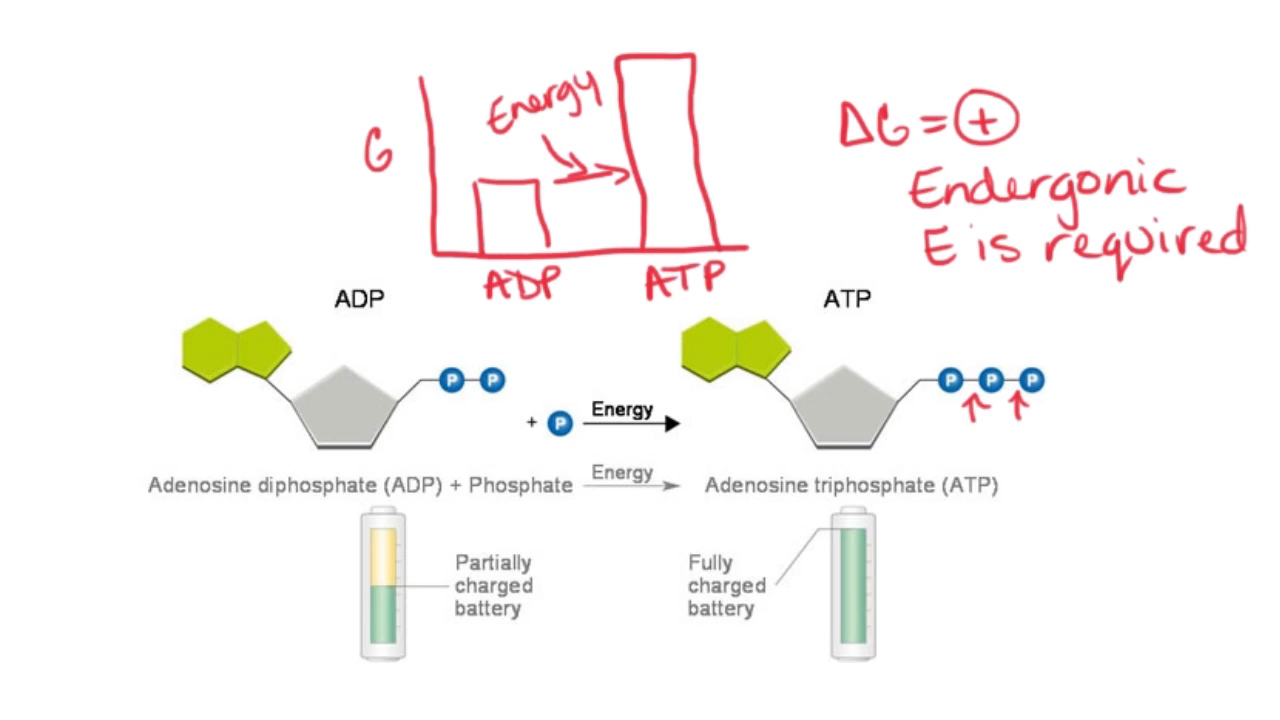 Energy
G
ΔG = +
Endergonic
E is required
ADP ATP
ADP ATP
P P P P P
+ P Energy
Energy
Adenosine diphosphate (ADP) + Phosphate Adenosine triphosphate (ATP)
Partially
charged
battery
Fully
charged
battery